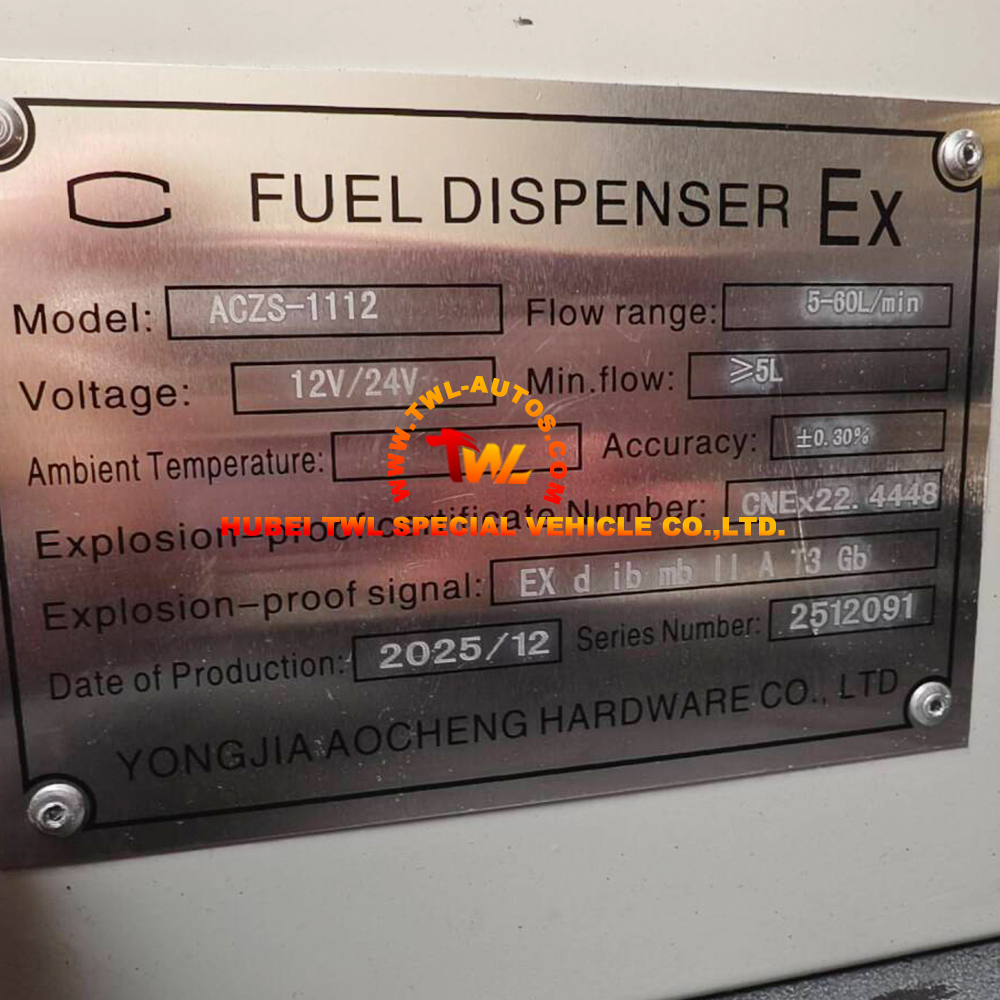 FUEL DISPENSER Ex
Model: ACZS-1112 Flow range: 5-60L/min
Voltage: 12V/24V Min.flow: ≥5L
Ambient Temperature: Accuracy: ±0.30%
Explosion-proof certificate Number: CNEx22.4448
Explosion-proof signal: EX d ib mb II A T3 Gb
Date of Production: 2025/12 Series Number: 2512091
YONGJIA AOCHENG HARDWARE CO., LTD
WWW.TWL-AUTOS.COM
TWL
HUBEI TWL SPECIAL VEHICLE CO.,LTD.